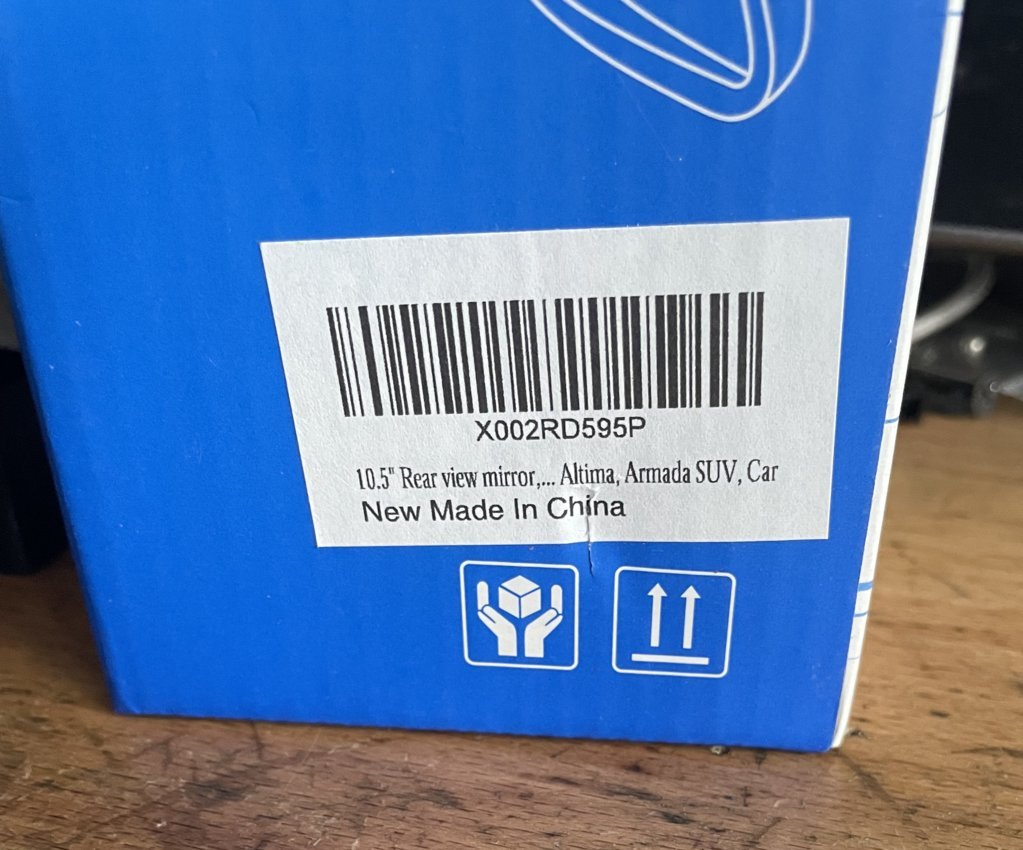 X002RD595P
10.5" Rear view mirror,... Altima, Armada SUV, Car
New Made In China